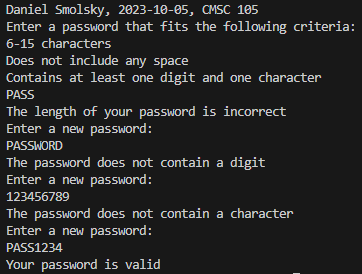 Daniel Smolsky, 2023-10-05, CMSC 105
Enter a password that fits the following criteria:
6-15 characters
Does not include any space
Contains at least one digit and one character
PASS
The length of your password is incorrect
Enter a new password:
PASSWORD
The password does not contain a digit
Enter a new password:
123456789
The password does not contain a character
Enter a new password:
PASS1234
Your password is valid